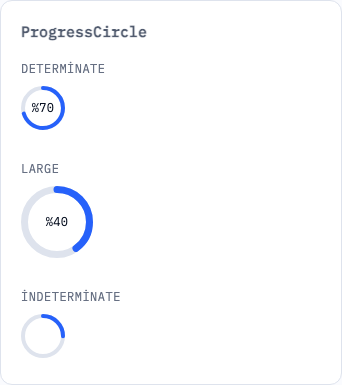 ProgressCircle
DETERMİNATE
%70
LARGE
%40
İNDETERMİNATE